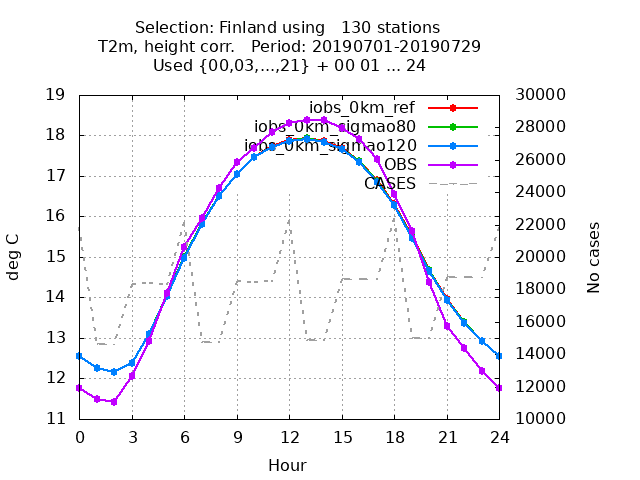 Selection: Finland using   130 stations
T2m, height corr.   Period: 20190701-20190729
Used {00,03,...,21} + 00 01 ... 24
19
18
17
16
15
14
13
12
11
30000
28000
26000
24000
22000
20000
18000
16000
14000
12000
10000
iobs_0km_ref
iobs_0km_sigmao80
iobs_0km_sigmao120
OBS
CASES
deg C
No cases
0 3 6 9 12 15 18 21 24
Hour